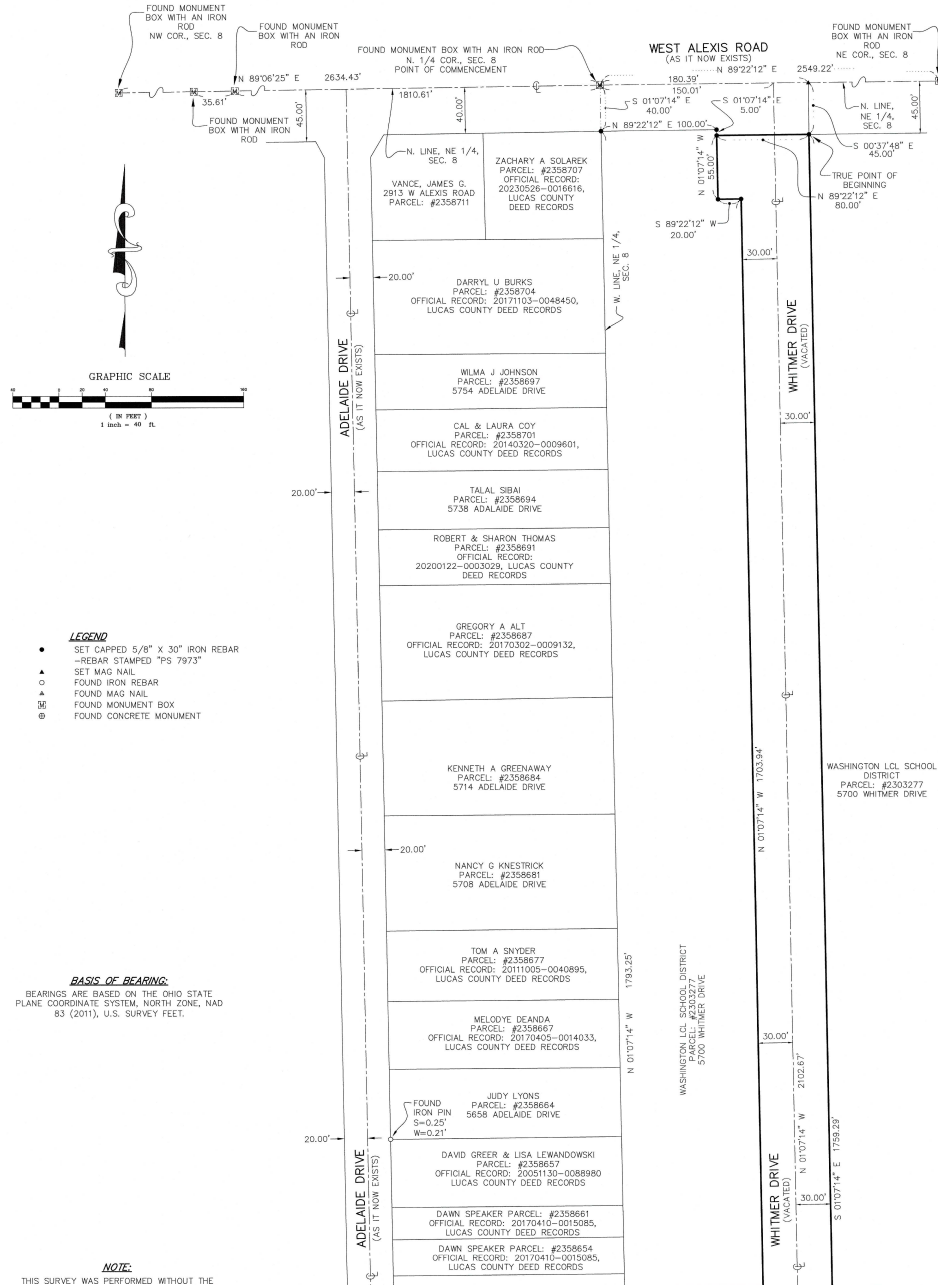 FOUND MONUMENT
BOX WITH AN IRON
ROD
NW COR., SEC. 8
FOUND MONUMENT
BOX WITH AN IRON
ROD
FOUND MONUMENT BOX WITH AN IRON ROD
N. 1/4 COR., SEC. 8
POINT OF COMMENCEMENT
WEST ALEXIS ROAD
(AS IT NOW EXISTS)
FOUND MONUMENT
BOX WITH AN IRON
ROD
NE COR., SEC. 8
N 89°06'25" E
2634.43'
N 89°22'12" E
2549.22'
180.39'
150.01'
35.61'
1810.61'
45.00'
40.00'
45.00'
FOUND MONUMENT
BOX WITH AN IRON
ROD
S 01°07'14" E
40.00'
S 01°07'14" E
5.00'
N. LINE,
NE 1/4,
SEC. 8
N 89°22'12" E 100.00'
S 00°37'48" E
45.00'
N. LINE, NE 1/4,
SEC. 8
TRUE POINT OF
BEGINNING
N 89°22'12" E
80.00'
N 01°07'14" W
55.00'
S 89°22'12" W
20.00'
VANCE, JAMES G.
2913 W ALEXIS ROAD
PARCEL: #2358711
ZACHARY A SOLAREK
PARCEL: #2358707
OFFICIAL RECORD:
20230526-0016616,
LUCAS COUNTY
DEED RECORDS
W. LINE, NE 1/4,
SEC. 8
30.00'
20.00'
DARRYL U BURKS
PARCEL: #2358704
OFFICIAL RECORD: 20171103-0048450,
LUCAS COUNTY DEED RECORDS
ADELAIDE DRIVE
(AS IT NOW EXISTS)
WHITMER DRIVE
(VACATED)
GRAPHIC SCALE
40 0 20 40 80 160
( IN FEET )
1 inch = 40 ft.
WILMA J JOHNSON
PARCEL: #2358697
5754 ADELAIDE DRIVE
30.00'
CAL & LAURA COY
PARCEL: #2358701
OFFICIAL RECORD: 20140320-0009601,
LUCAS COUNTY DEED RECORDS
20.00'
TALAL SIBAI
PARCEL: #2358694
5738 ADALAIDE DRIVE
ROBERT & SHARON THOMAS
PARCEL: #2358691
OFFICIAL RECORD:
20200122-0003029, LUCAS COUNTY
DEED RECORDS
GREGORY A ALT
PARCEL: #2358687
OFFICIAL RECORD: 20170302-0009132,
LUCAS COUNTY DEED RECORDS
LEGEND
SET CAPPED 5/8" X 30" IRON REBAR
-REBAR STAMPED "PS 7973"
SET MAG NAIL
FOUND IRON REBAR
FOUND MAG NAIL
M FOUND MONUMENT BOX
FOUND CONCRETE MONUMENT
KENNETH A GREENAWAY
PARCEL: #2358684
5714 ADELAIDE DRIVE
N 01°07'14" W 1703.94'
WASHINGTON LCL SCHOOL
DISTRICT
PARCEL: #2303277
5700 WHITMER DRIVE
20.00'
NANCY G KNESTRICK
PARCEL: #2358681
5708 ADELAIDE DRIVE
BASIS OF BEARING:
BEARINGS ARE BASED ON THE OHIO STATE
PLANE COORDINATE SYSTEM, NORTH ZONE, NAD
83 (2011), U.S. SURVEY FEET.
TOM A SNYDER
PARCEL: #2358677
OFFICIAL RECORD: 20111005-0040895,
LUCAS COUNTY DEED RECORDS
N 01°07'14" W 1793.25'
WASHINGTON LCL SCHOOL DISTRICT
PARCEL: #2303277
5700 WHITMER DRIVE
MELODYE DEANDA
PARCEL: #2358667
OFFICIAL RECORD: 20170405-0014033,
LUCAS COUNTY DEED RECORDS
30.00'
N 01°07'14" W 2102.67'
S 01°07'14" E 1759.29'
JUDY LYONS
PARCEL: #2358664
5658 ADELAIDE DRIVE
FOUND
IRON PIN
S=0.25'
W=0.21'
20.00'
DAVID GREER & LISA LEWANDOWSKI
PARCEL: #2358657
OFFICIAL RECORD: 20051130-0088980
LUCAS COUNTY DEED RECORDS
30.00'
ADELAIDE DRIVE
(AS IT NOW EXISTS)
WHITMER DRIVE
(VACATED)
DAWN SPEAKER PARCEL: #2358661
OFFICIAL RECORD: 20170410-0015085,
LUCAS COUNTY DEED RECORDS
DAWN SPEAKER PARCEL: #2358654
OFFICIAL RECORD: 20170410-0015085,
LUCAS COUNTY DEED RECORDS
NOTE:
THIS SURVEY WAS PERFORMED WITHOUT THE